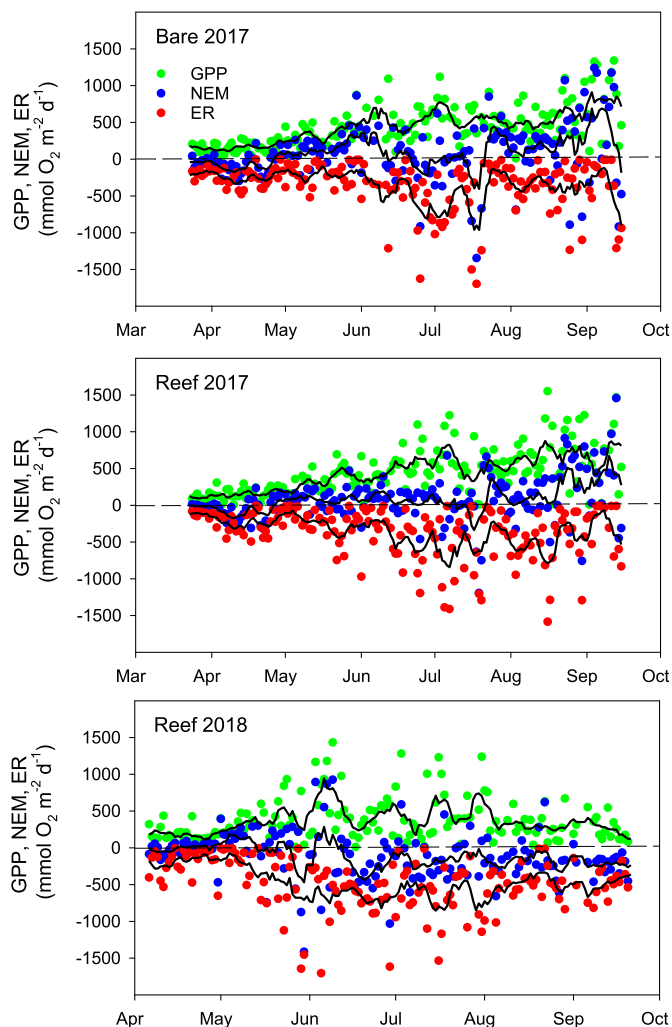 Bare 2017
GPP
NEM
ER
GPP, NEM, ER
(mmol O2 m-2 d-1)
1500
1000
500
0
-500
-1000
-1500
Mar Apr May Jun Jul Aug Sep Oct
Reef 2017
GPP, NEM, ER
(mmol O2 m-2 d-1)
1500
1000
500
0
-500
-1000
-1500
Mar Apr May Jun Jul Aug Sep Oct
Reef 2018
GPP, NEM, ER
(mmol O2 m-2 d-1)
1500
1000
500
0
-500
-1000
-1500
Apr May Jun Jul Aug Sep Oct